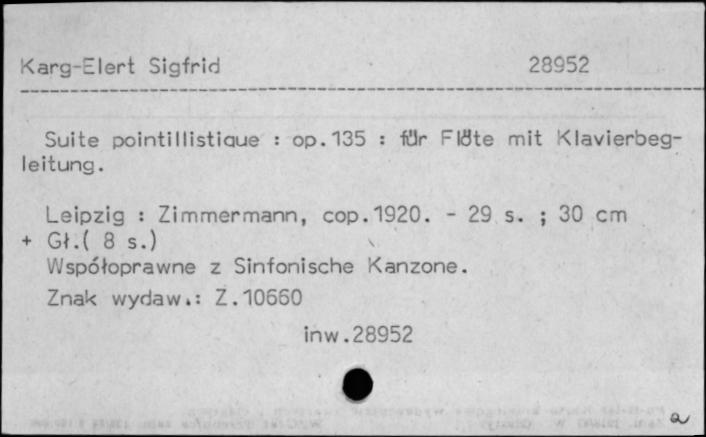 Karg-Elert Sigfrid 28952
Suite pointillistique : op.135 : für Flöte mit Klavierbeg-
leitung.
Leipzig : Zimmermann, cop.1920. - 29 s. ; 30 cm
+ Gł.( 8 s.)
Współoprawne z Sinfonische Kanzone.
Znak wydaw.: Z.10660
inw.28952
a